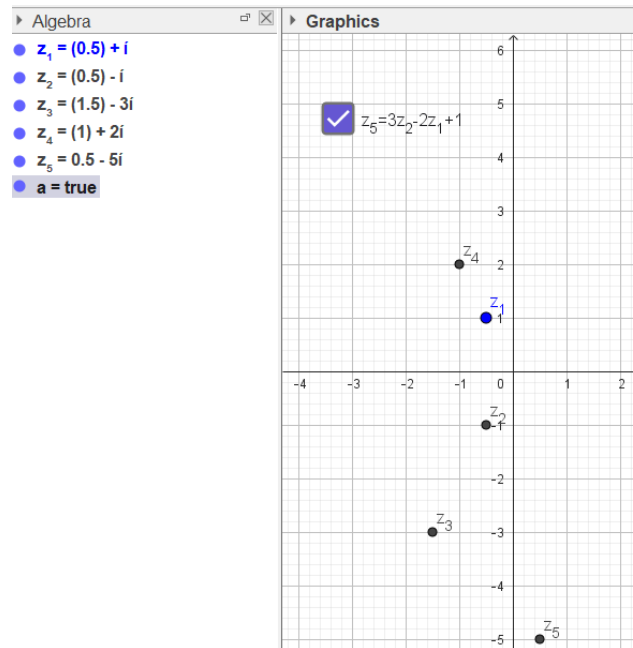 Algebra
z₁ = (0.5) + í
z₂ = (0.5) - í
z₃ = (1.5) - 3í
z₄ = (1) + 2í
z₅ = 0.5 - 5í
a = true
Graphics
6
5
z₅=3z₂-2z₁+1
4
3
z₄
2
z₁
1
-4 -3 -2 -1 0 1 2
z₂
-1
-2
z₃
-3
-4
z₅
-5